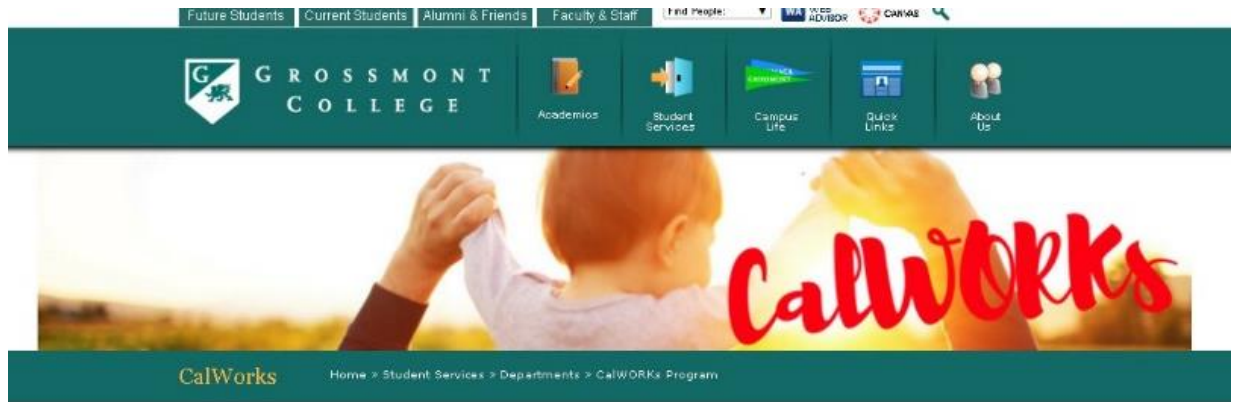 Future Students Current Students Alumni & Friends Faculty & Staff Find People: WA WEB ADVISOR CANVAS
G GROSSMONT
COLLEGE
Academics Student Services Campus Life Quick Links About Us
CalWORKs
CalWorks Home > Student Services > Departments > CalWORKs Program